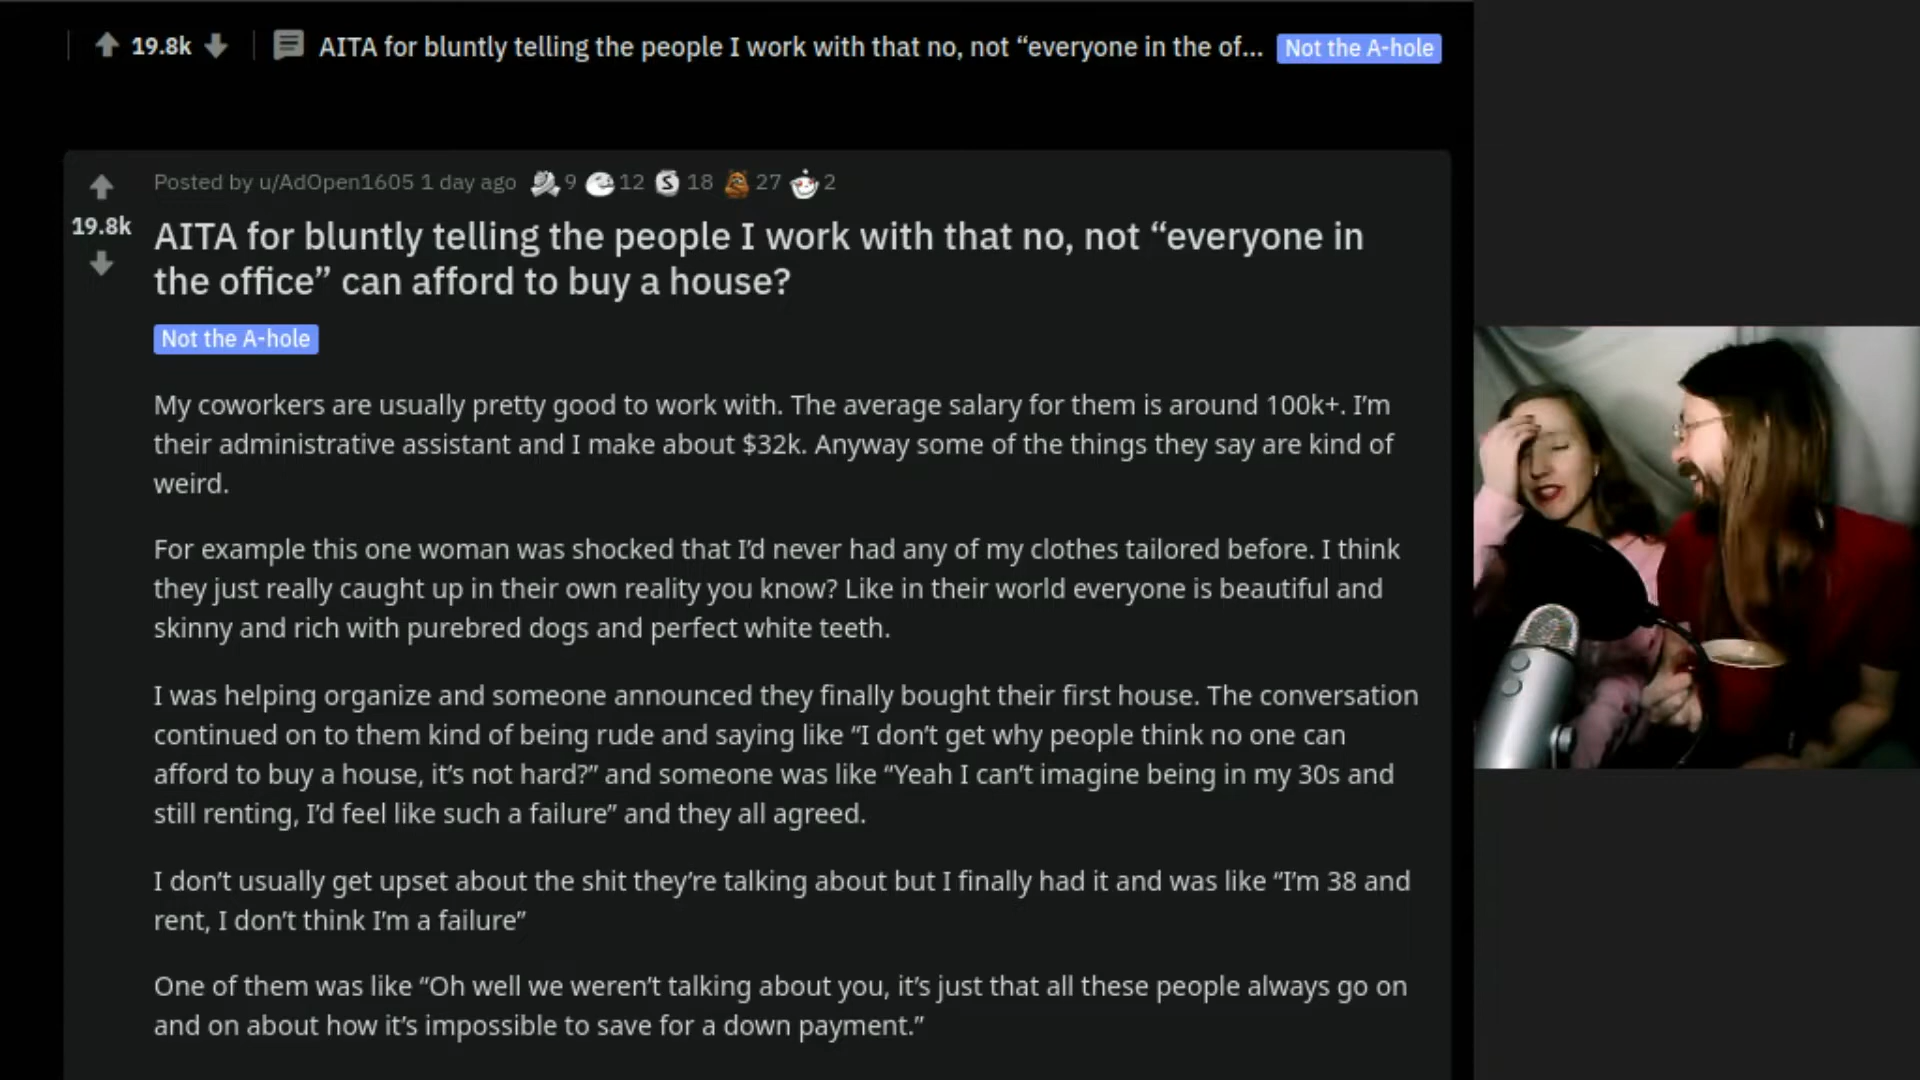 19.8k AITA for bluntly telling the people I work with that no, not “everyone in the of... Not the A-hole
Posted by u/AdOpen1605 1 day ago 9 12 S 18 27 2
19.8k
AITA for bluntly telling the people I work with that no, not “everyone in
the office” can afford to buy a house?
Not the A-hole
My coworkers are usually pretty good to work with. The average salary for them is around 100k+. I’m
their administrative assistant and I make about $32k. Anyway some of the things they say are kind of
weird.
For example this one woman was shocked that I’d never had any of my clothes tailored before. I think
they just really caught up in their own reality you know? Like in their world everyone is beautiful and
skinny and rich with purebred dogs and perfect white teeth.
I was helping organize and someone announced they finally bought their first house. The conversation
continued on to them kind of being rude and saying like “I don’t get why people think no one can
afford to buy a house, it’s not hard?” and someone was like “Yeah I can’t imagine being in my 30s and
still renting, I’d feel like such a failure” and they all agreed.
I don’t usually get upset about the shit they’re talking about but I finally had it and was like “I’m 38 and
rent, I don’t think I’m a failure”
One of them was like “Oh well we weren’t talking about you, it’s just that all these people always go on
and on about how it’s impossible to save for a down payment.”